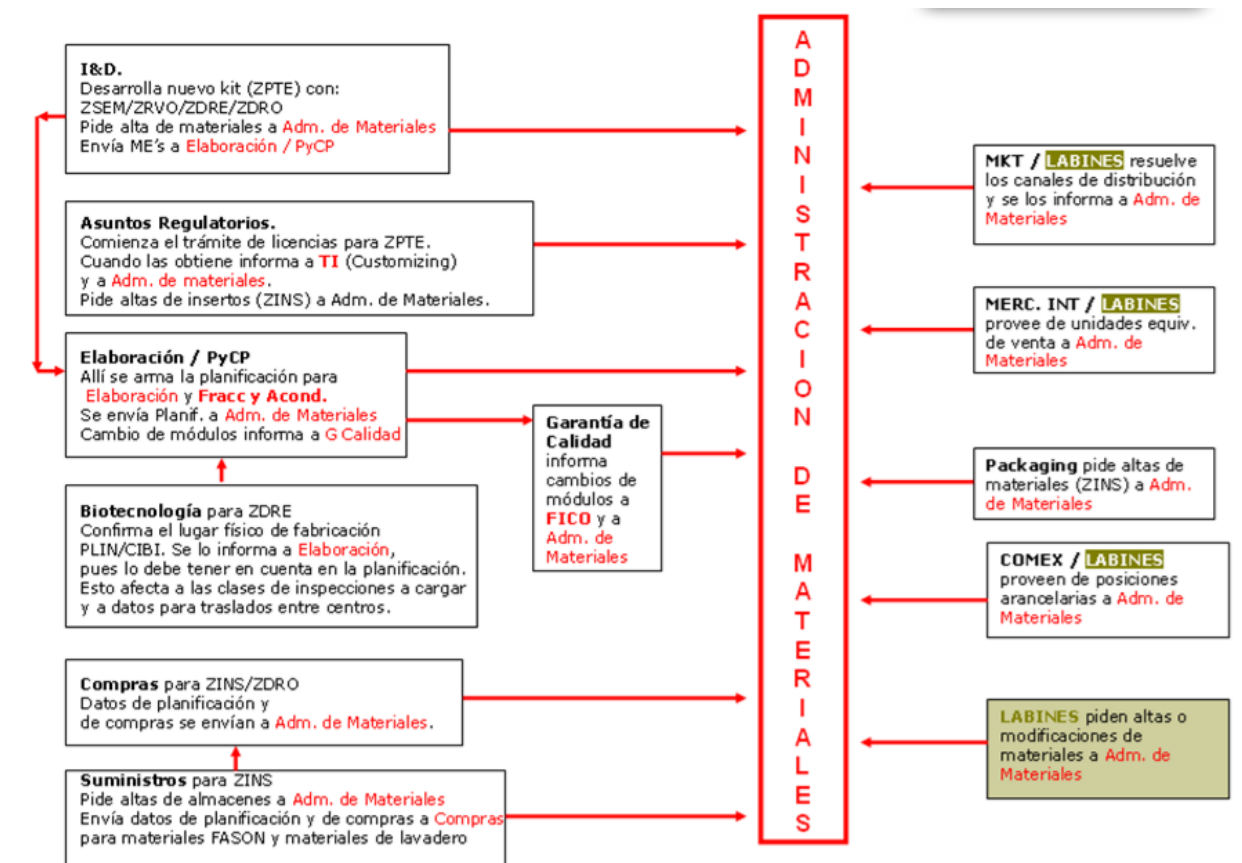 I&D.
Desarrolla nuevo kit (ZPTE) con:
ZSEM/ZRVO/ZDRE/ZDRO
Pide alta de materiales a Adm. de Materiales
Envía ME's a Elaboración / PyCP
Asuntos Regulatorios.
Comienza el trámite de licencias para ZPTE.
Cuando las obtiene informa a TI (Customizing)
y a Adm. de materiales.
Pide altas de insertos (ZINS) a Adm. de Materiales.
Elaboración / PyCP
Allí se arma la planificación para
Elaboración y Fracc y Acond.
Se envía Planif. a Adm. de Materiales
Cambio de módulos informa a G Calidad
Garantía de
Calidad
informa
cambios de
módulos a
FICO y a
Adm. de
Materiales
Biotecnología para ZDRE
Confirma el lugar físico de fabricación
PLIN/CIBI. Se lo informa a Elaboración,
pues lo debe tener en cuenta en la planificación.
Esto afecta a las clases de inspecciones a cargar
y a datos para traslados entre centros.
Compras para ZINS/ZDRO
Datos de planificación y
de compras se envían a Adm. de Materiales.
Suministros para ZINS
Pide altas de almacenes a Adm. de Materiales
Envía datos de planificación y de compras a Compras
para materiales FASON y materiales de lavadero
ADMINISTRACION DE MATERIALES
MKT / LABINES resuelve
los canales de distribución
y se los informa a Adm. de
Materiales
MERC. INT / LABINES
provee de unidades equiv.
de venta a Adm. de
Materiales
Packaging pide altas de
materiales (ZINS) a Adm.
de Materiales
COMEX / LABINES
proveen de posiciones
arancelarias a Adm. de
Materiales
LABINES piden altas o
modificaciones de
materiales a Adm. de
Materiales